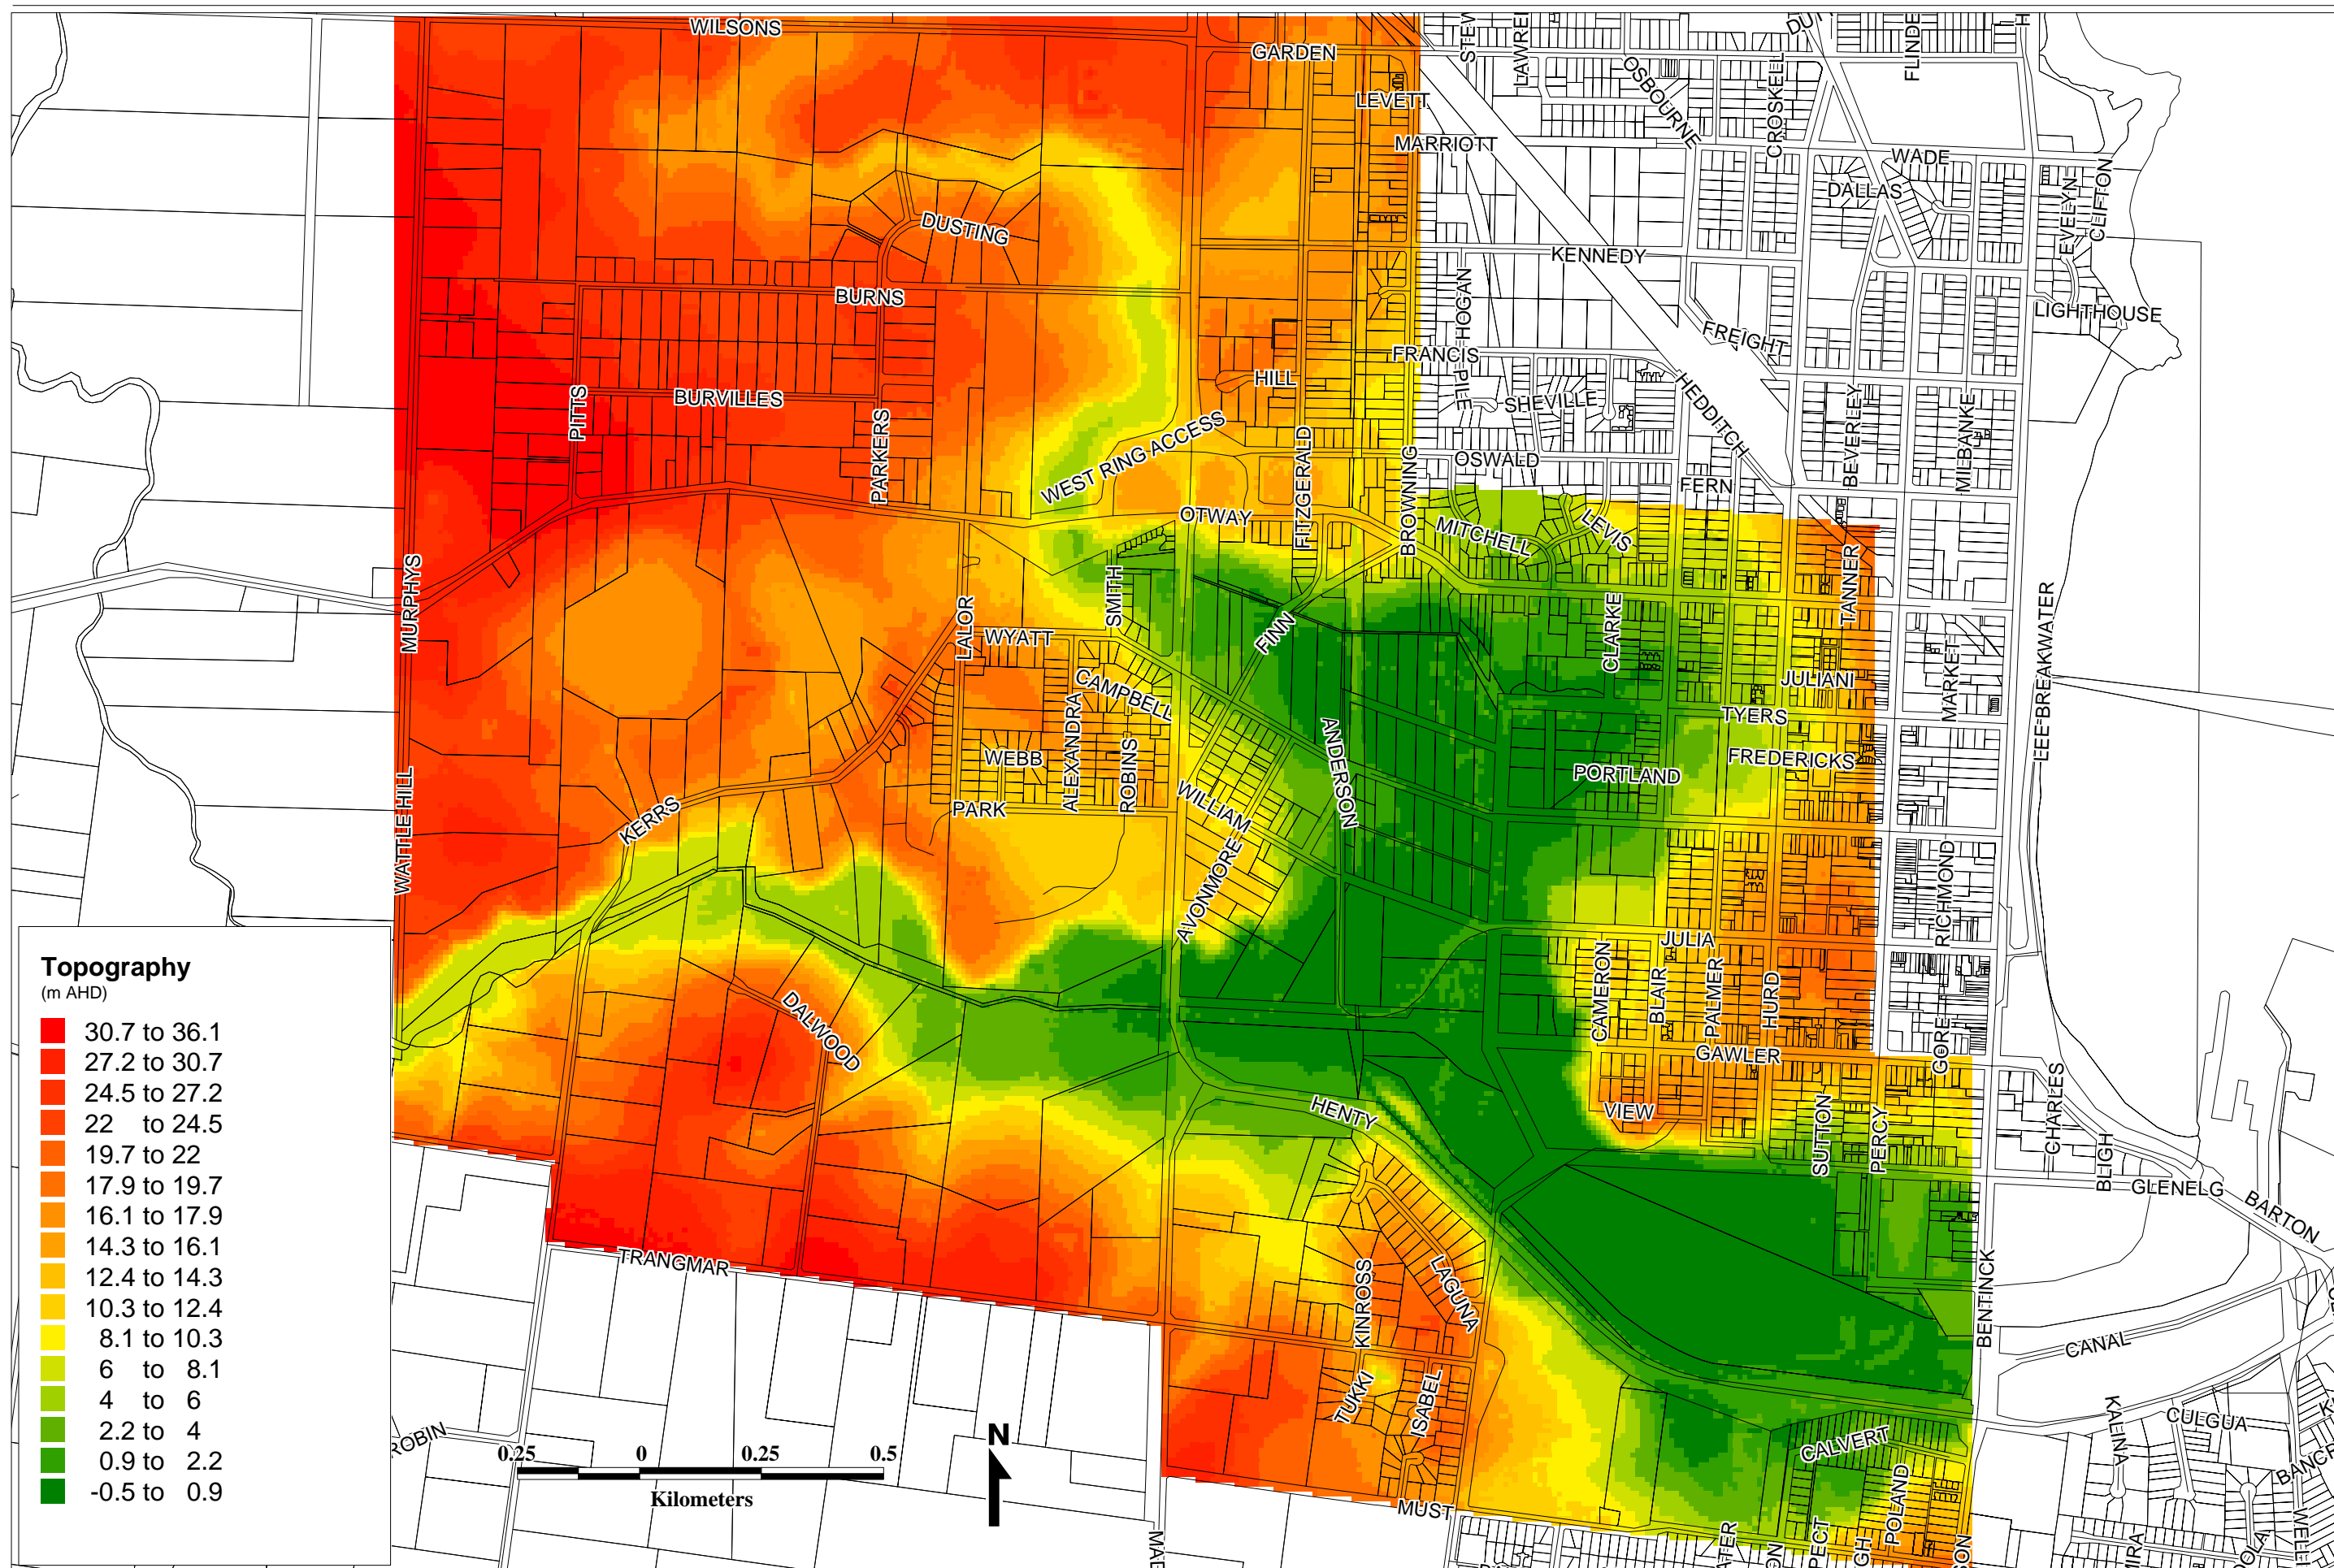 WILSONS
GARDEN
LEVETT
MARRIOTT
OSBOURNE
CROSKELL
WADE
DALLAS
EVELYN
CLIFTON
DUSTING
KENNEDY
BURNS
HOGAN
LIGHTHOUSE
FREIGHT
FRANCIS
HILL
PILE
BURVILLES
PITTS
SHEVILLE
HEDDITCH
BEVERLEY
MILBANKE
PARKERS
WEST RING ACCESS
FITZGERALD
BROWNING
OSWALD
FERN
OTWAY
MITCHELL
LEVIS
TANNER
MURPHYS
SMITH
LALOR
WYATT
FINN
CLARKE
LEE BREAKWATER
CAMPBELL
JULIANI
MARKET
TYERS
ALEXANDRA
ROBINS
WEBB
ANDERSON
FREDERICKS
PORTLAND
WATTLE HILL
KERRS
PARK
WILLIAM
AVONMORE
RICHMOND
JULIA
CAMERON
BLAIR
PALMER
HURD
DALWOOD
GAWLER
GORE
HENTY
VIEW
SUTTON
PERCY
CHARLES
BLIGH
GLENELG
BARTON
TRANGMAR
KINROSS
LAGUNA
BENTINCK
CANAL
TUKKI
ISABEL
CALVERT
KALINA
CULGUA
ROBIN
POLAND
MUST
Topography
(m AHD)
30.7 to 36.1
27.2 to 30.7
24.5 to 27.2
22 to 24.5
19.7 to 22
17.9 to 19.7
16.1 to 17.9
14.3 to 16.1
12.4 to 14.3
10.3 to 12.4
8.1 to 10.3
6 to 8.1
4 to 6
2.2 to 4
0.9 to 2.2
-0.5 to 0.9
0.25 0 0.25 0.5
Kilometers
N